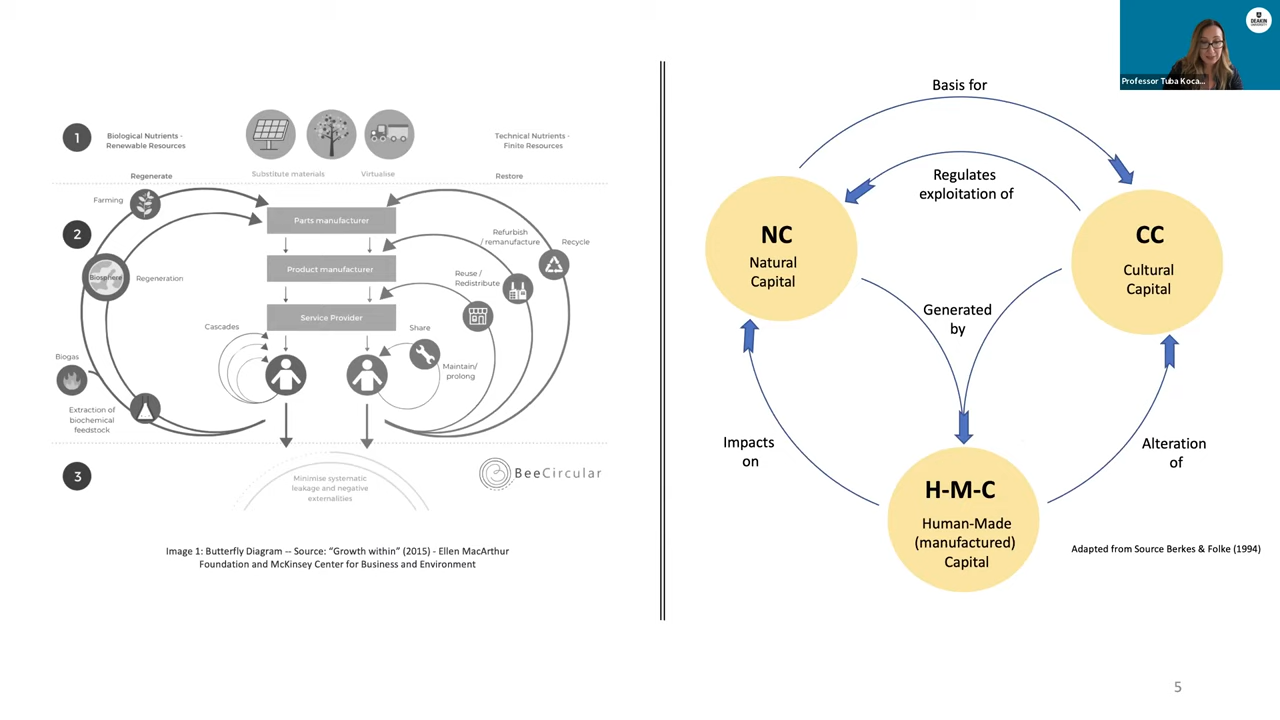 DEAKIN
UNIVERSITY
Professor Tuba Koca...
1
Biological Nutrients -
Renewable Resources
Technical Nutrients -
Finite Resources
Regenerate
Substitute materials
Virtualise
Restore
Farming
2
Parts manufacturer
Refurbish
/ remanufacture
Recycle
Biosphere
Regeneration
Product manufacturer
Reuse /
Redistribute
Service Provider
Cascades
Share
Biogas
Maintain/
prolong
Extraction of
biochemical
feedstock
3
Minimise systematic
leakage and negative
externalities
BeeCircular
Image 1: Butterfly Diagram -- Source: “Growth within” (2015) - Ellen MacArthur
Foundation and McKinsey Center for Business and Environment
Basis for
Regulates
exploitation of
NC
Natural
Capital
CC
Cultural
Capital
Generated
by
Impacts
on
Alteration
of
H-M-C
Human-Made
(manufactured)
Capital
Adapted from Source Berkes & Folke (1994)
5